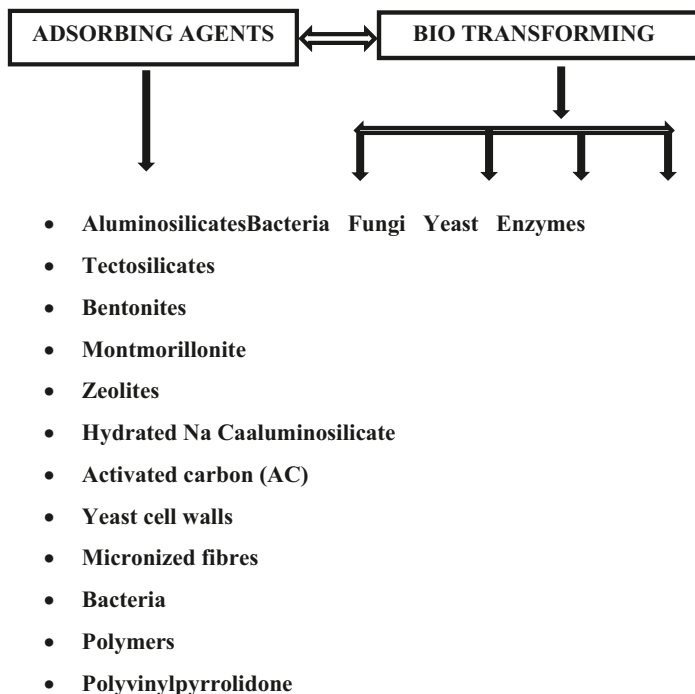 ADSORBING AGENTS BIO TRANSFORMING
• AluminosilicatesBacteria Fungi Yeast Enzymes
• Tectosilicates
• Bentonites
• Montmorillonite
• Zeolites
• Hydrated Na Caaluminosilicate
• Activated carbon (AC)
• Yeast cell walls
• Micronized fibres
• Bacteria
• Polymers
• Polyvinylpyrrolidone